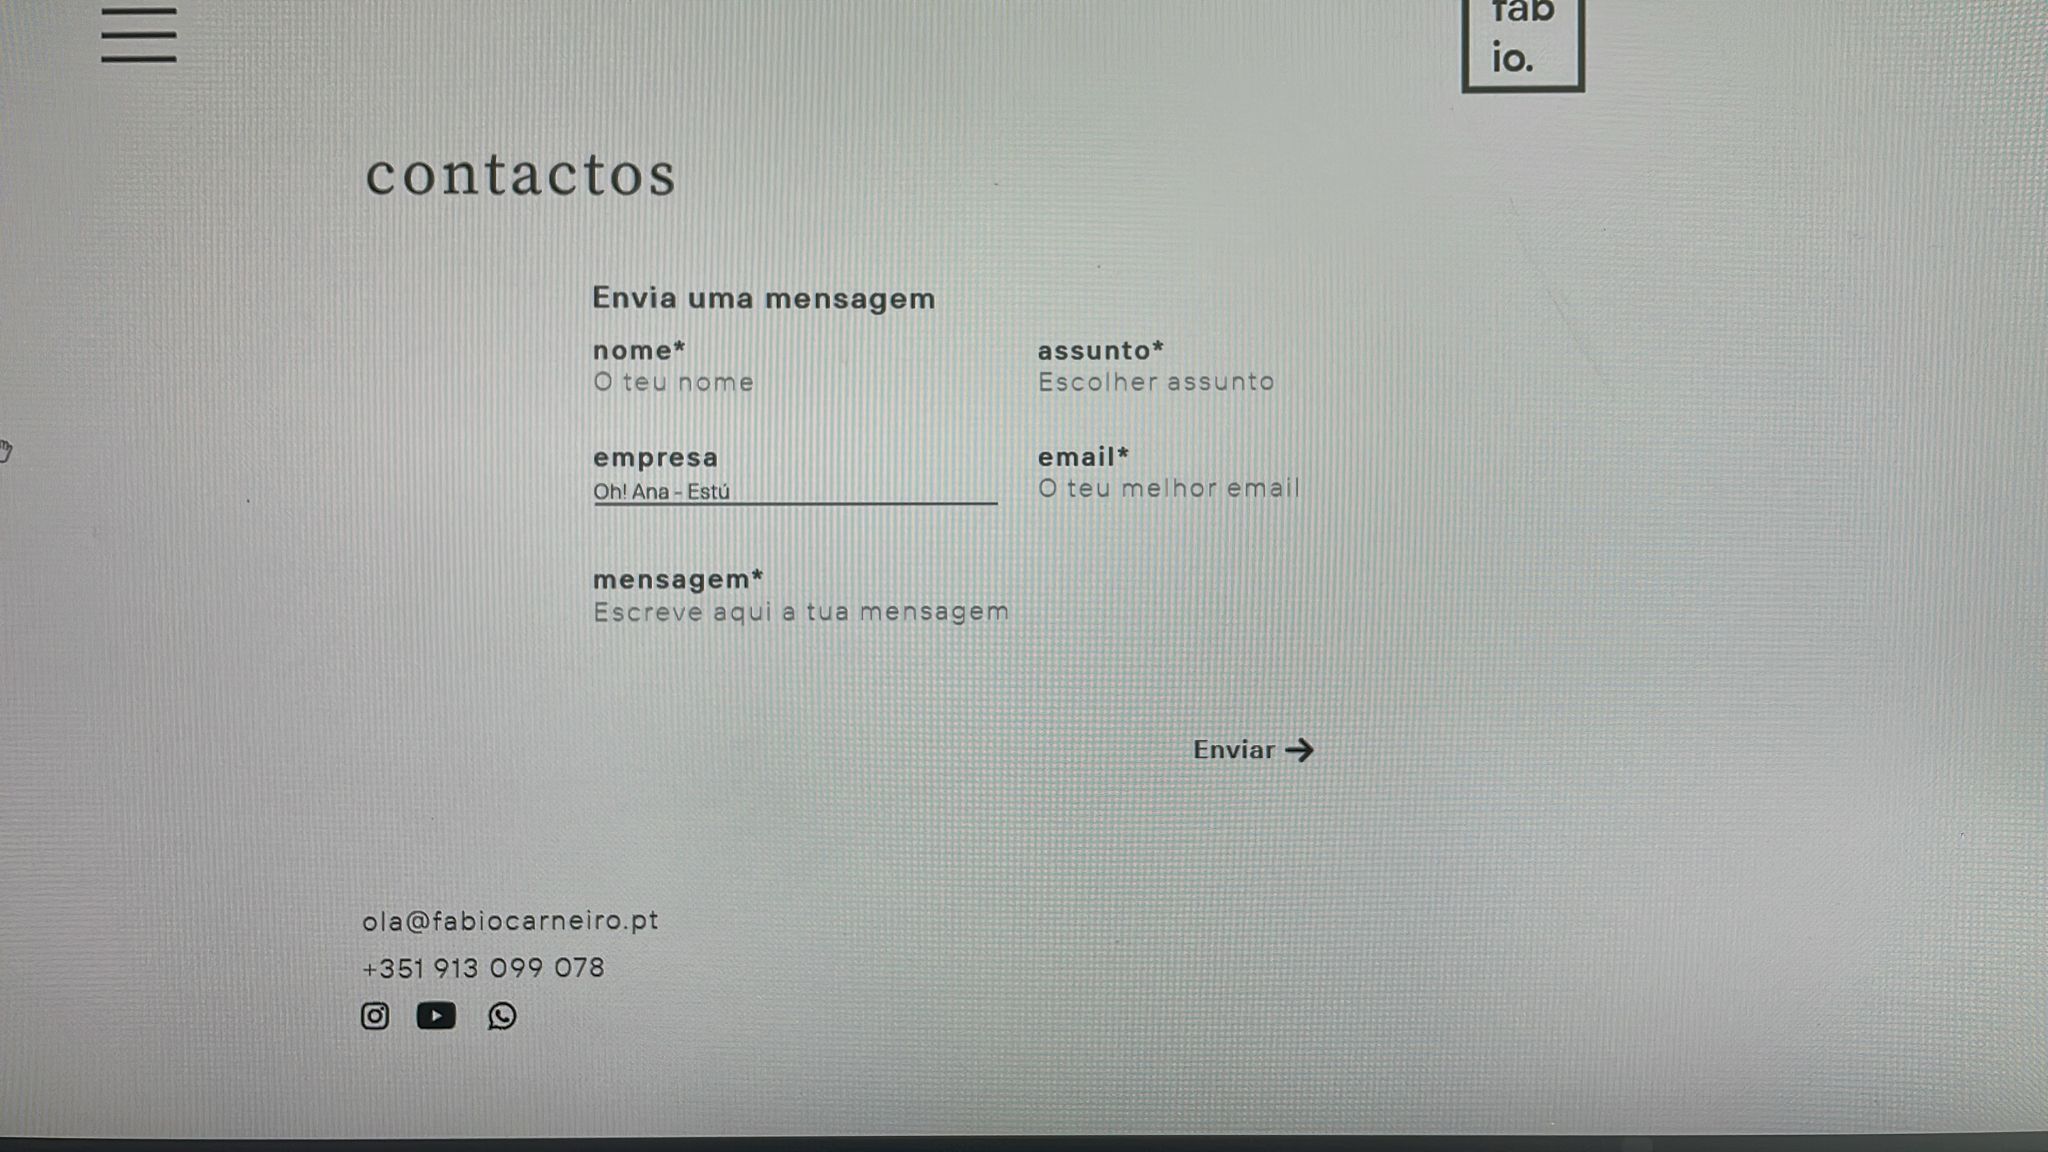 fab
io.
contactos
Envia uma mensagem
nome*
O teu nome
assunto*
Escolher assunto
empresa
Oh! Ana - Estú
email*
O teu melhor email
mensagem*
Escreve aqui a tua mensagem
Enviar →
ola@fabiocarneiro.pt
+351 913 099 078